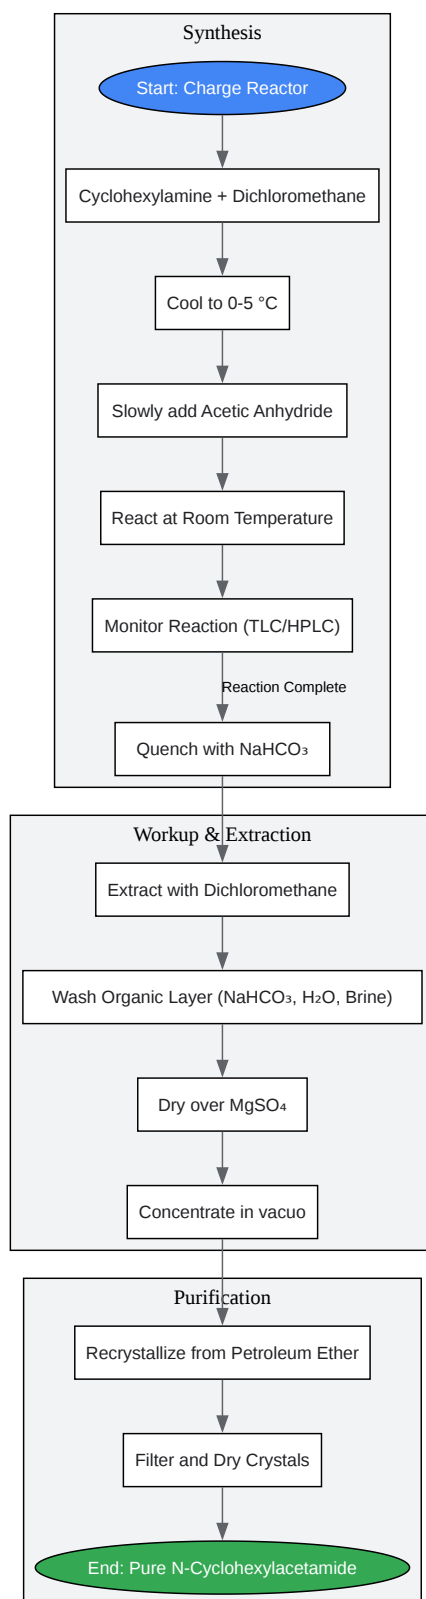 Synthesis
Start: Charge Reactor
Cyclohexylamine + Dichloromethane
Cool to 0-5 °C
Slowly add Acetic Anhydride
React at Room Temperature
Monitor Reaction (TLC/HPLC)
Reaction Complete
Quench with NaHCO₃
Workup & Extraction
Extract with Dichloromethane
Wash Organic Layer (NaHCO₃, H₂O, Brine)
Dry over MgSO₄
Concentrate in vacuo
Purification
Recrystallize from Petroleum Ether
Filter and Dry Crystals
End: Pure N-Cyclohexylacetamide